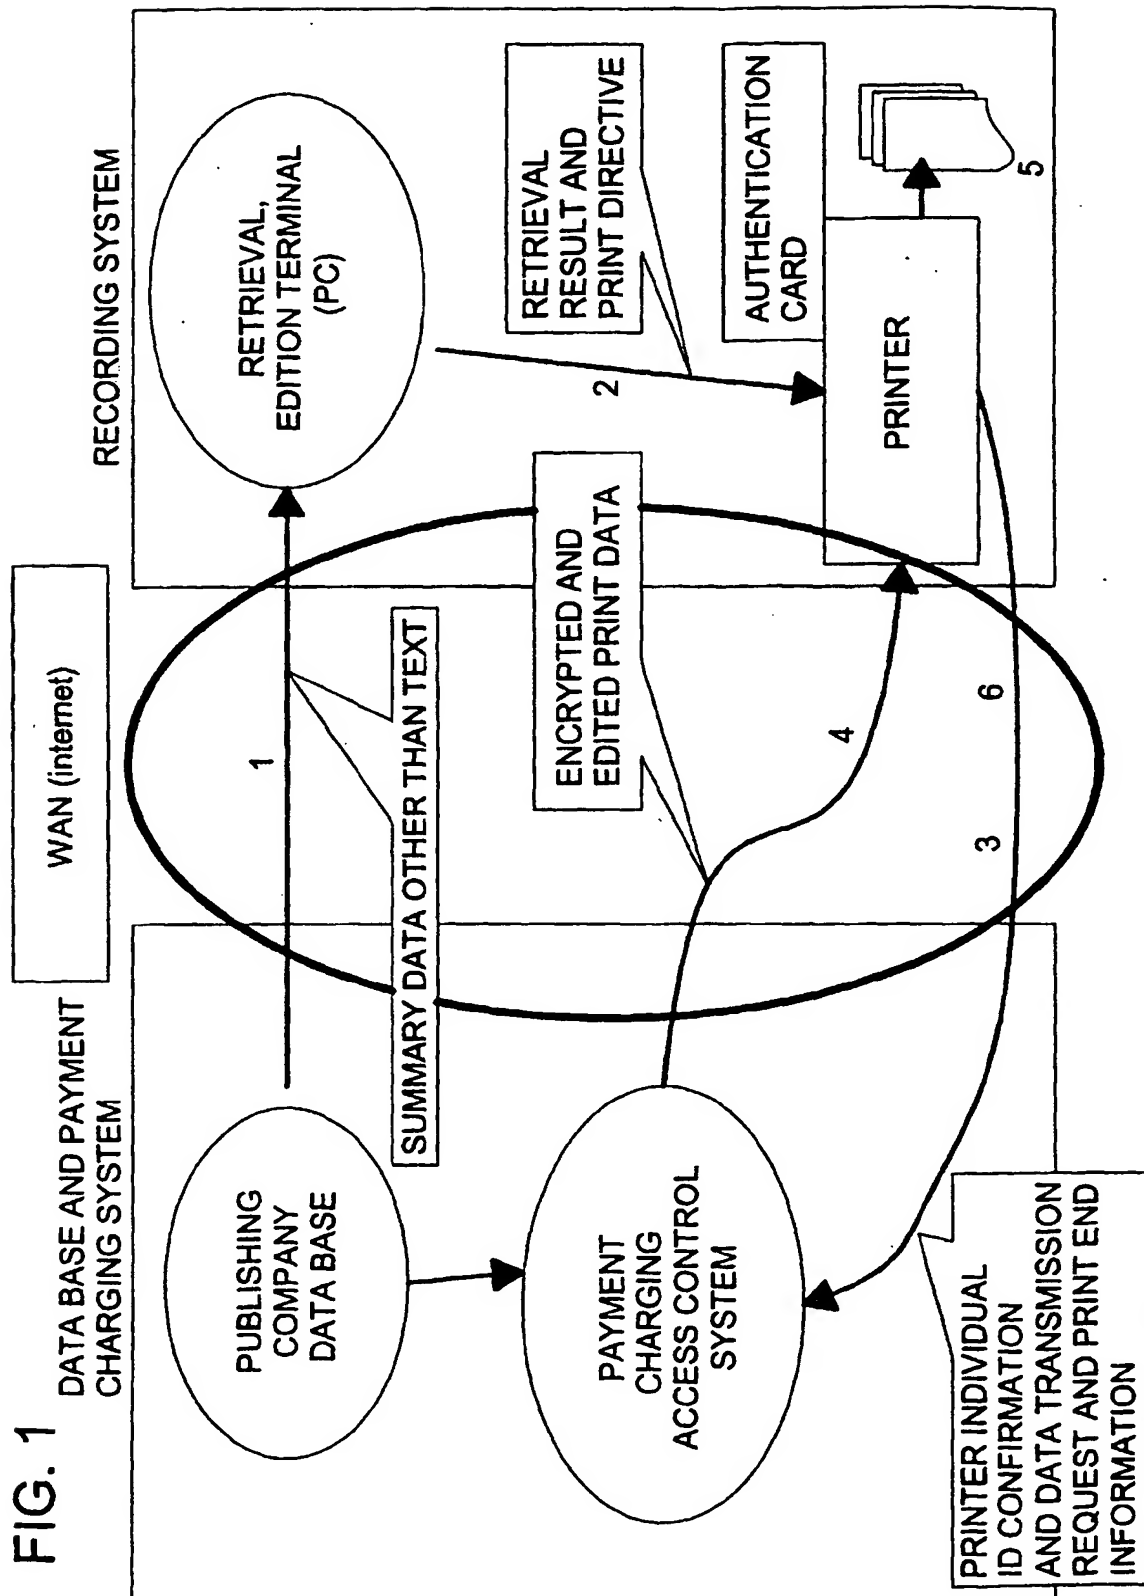 FIG. 1
DATA BASE AND PAYMENT
CHARGING SYSTEM
WAN (internet)
RECORDING SYSTEM
PUBLISHING
COMPANY
DATA BASE
1
SUMMARY DATA OTHER THAN TEXT
RETRIEVAL,
EDITION TERMINAL
(PC)
2
RETRIEVAL
RESULT AND
PRINT DIRECTIVE
PAYMENT
CHARGING
ACCESS CONTROL
SYSTEM
ENCRYPTED AND
EDITED PRINT DATA
4
AUTHENTICATION
CARD
PRINTER
5
3
6
PRINTER INDIVIDUAL
ID CONFIRMATION
AND DATA TRANSMISSION
REQUEST AND PRINT END
INFORMATION